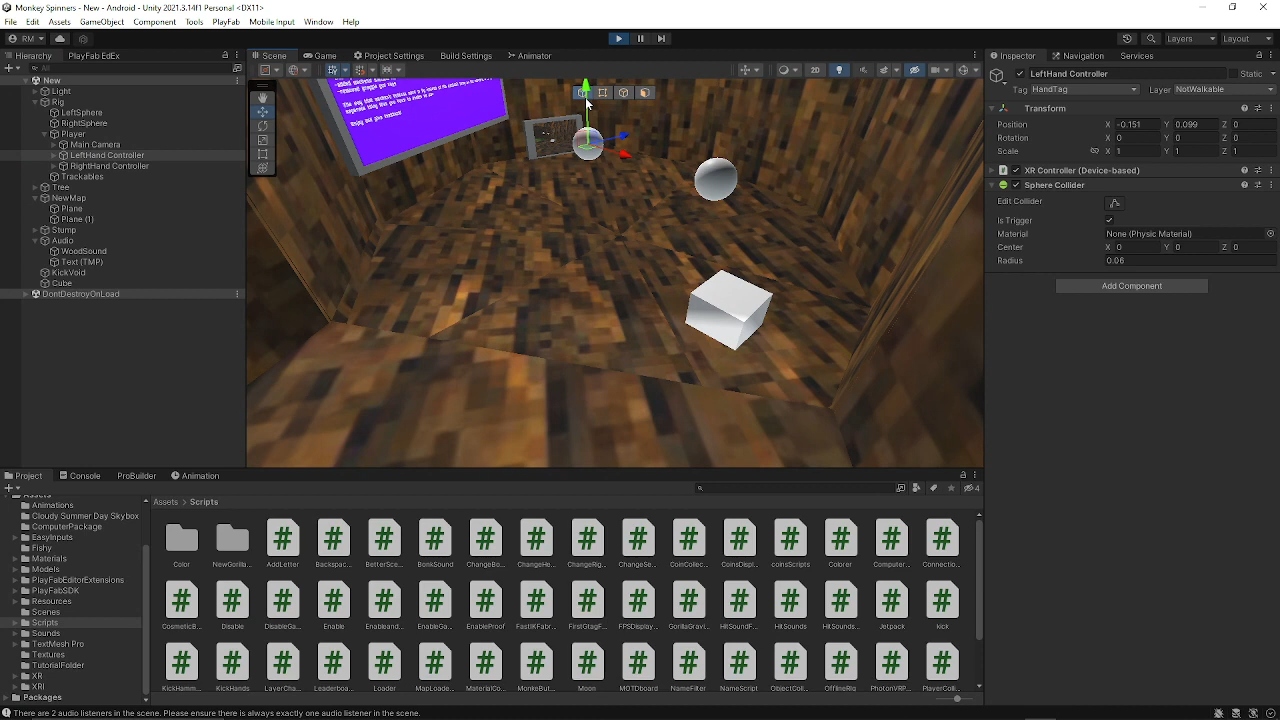 Monkey Spinners - New - Android - Unity 2021.3.14f1 Personal <DX11>
File Edit Assets GameObject Component Tools PlayFab Mobile Input Window Help
RM Layers Layout
Hierarchy PlayFab EdEx Scene Game Project Settings Build Settings Animator Inspector Navigation Services
All 2D
LeftHand Controller Static
Tag HandTag Layer NotWalkable
New
Light
Rig
LeftSphere
RightSphere
Player
Main Camera
LeftHand Controller
RightHand Controller
Trackables
Tree
NewMap
Plane
Plane (1)
Stump
Audio
WoodSound
Text (TMP)
KickVoid
Cube
DontDestroyOnLoad
Transform
Position X -0.151 Y 0.099 Z 0
Rotation X 0 Y 0 Z 0
Scale X 1 Y 1 Z 1
XR Controller (Device-based)
Sphere Collider
Edit Collider
Is Trigger
Material None (Physic Material)
Center X 0 Y 0 Z 0
Radius 0.06
Add Component
Project Console ProBuilder Animation
4
Assets > Scripts
Assets
Animations
Cloudy Summer Day Skybox
ComputerPackage
EasyInputs
Fishy
Materials
Models
PlayFabEditorExtensions
PlayFabSDK
Resources
Scenes
Scripts
Sounds
TextMesh Pro
Textures
TutorialFolder
XR
XRI
Packages
Color NewGorilla... AddLetter Backspac... BetterSce... BonkSound ChangeBo... ChangeHe... ChangeRig... ChangeSe... CoinCollec... CoinsDispl... coinsScripts Colorer Computer... Connectio...
CosmeticB... Disable DisableGa... Enable Enableand... EnableGa... EnableProof FastIKFabr... FirstGtagF... FPSDisplay... GorillaGravi... HitSoundF... HitSounds HitSounds... Jetpack kick
KickHamm... KickHands LayerCha... Leaderboa... Loader MapLoade... MaterialCo... MonkeBut... Moon MOTDboard NameFilter NameScript ObjectColl... OfflineRig PhotonVRP... PlayerColli...
There are 2 audio listeners in the scene. Please ensure there is always exactly one audio listener in the scene.